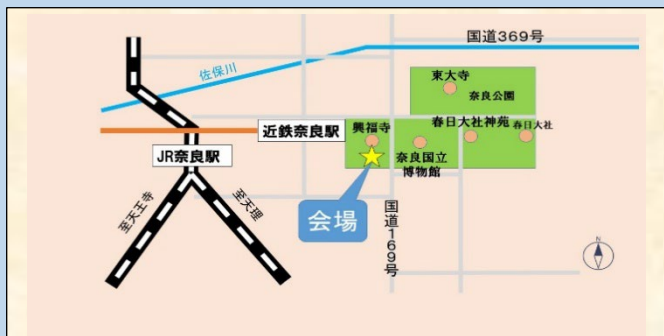 国道369号
佐保川
東大寺
奈良公園
近鉄奈良駅
興福寺
春日大社神苑
春日大社
JR奈良駅
奈良国立
博物館
至天王寺
至天理
会場
国道169号
N